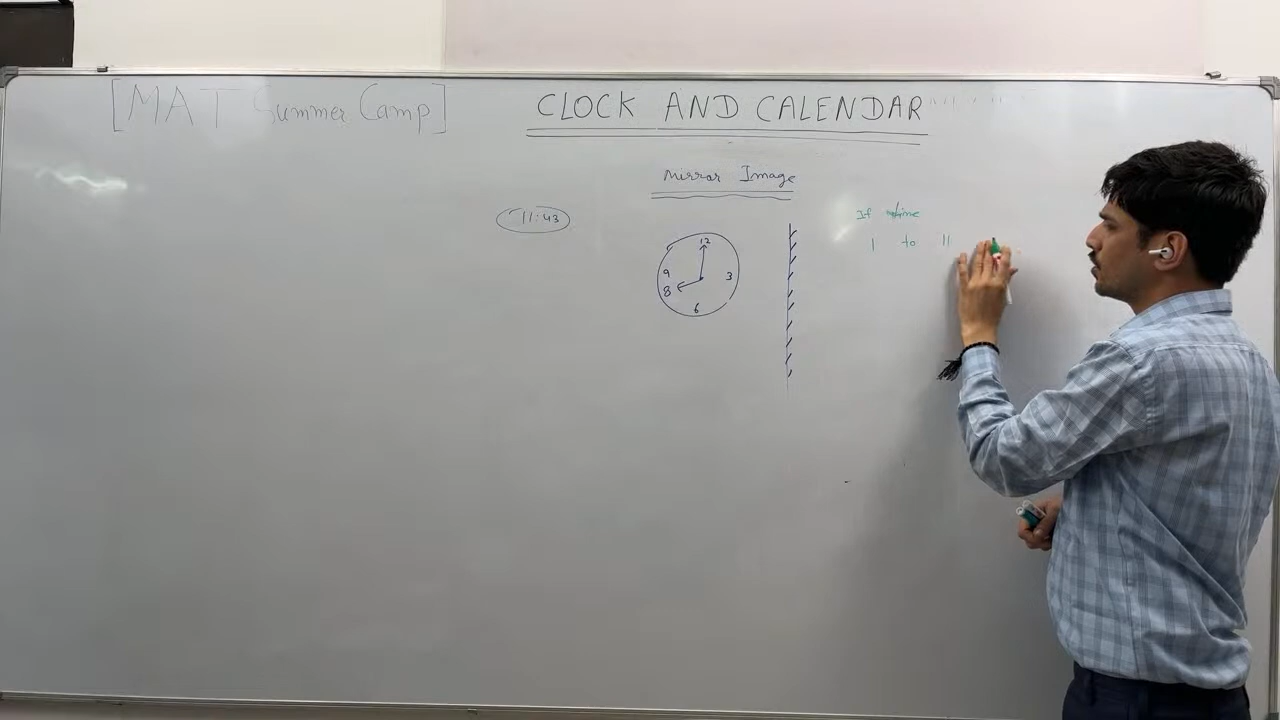 [MAT Summer Camp]
CLOCK AND CALENDAR
Mirror Image
11:43
If time
1 to 11
12
9
3
8
6